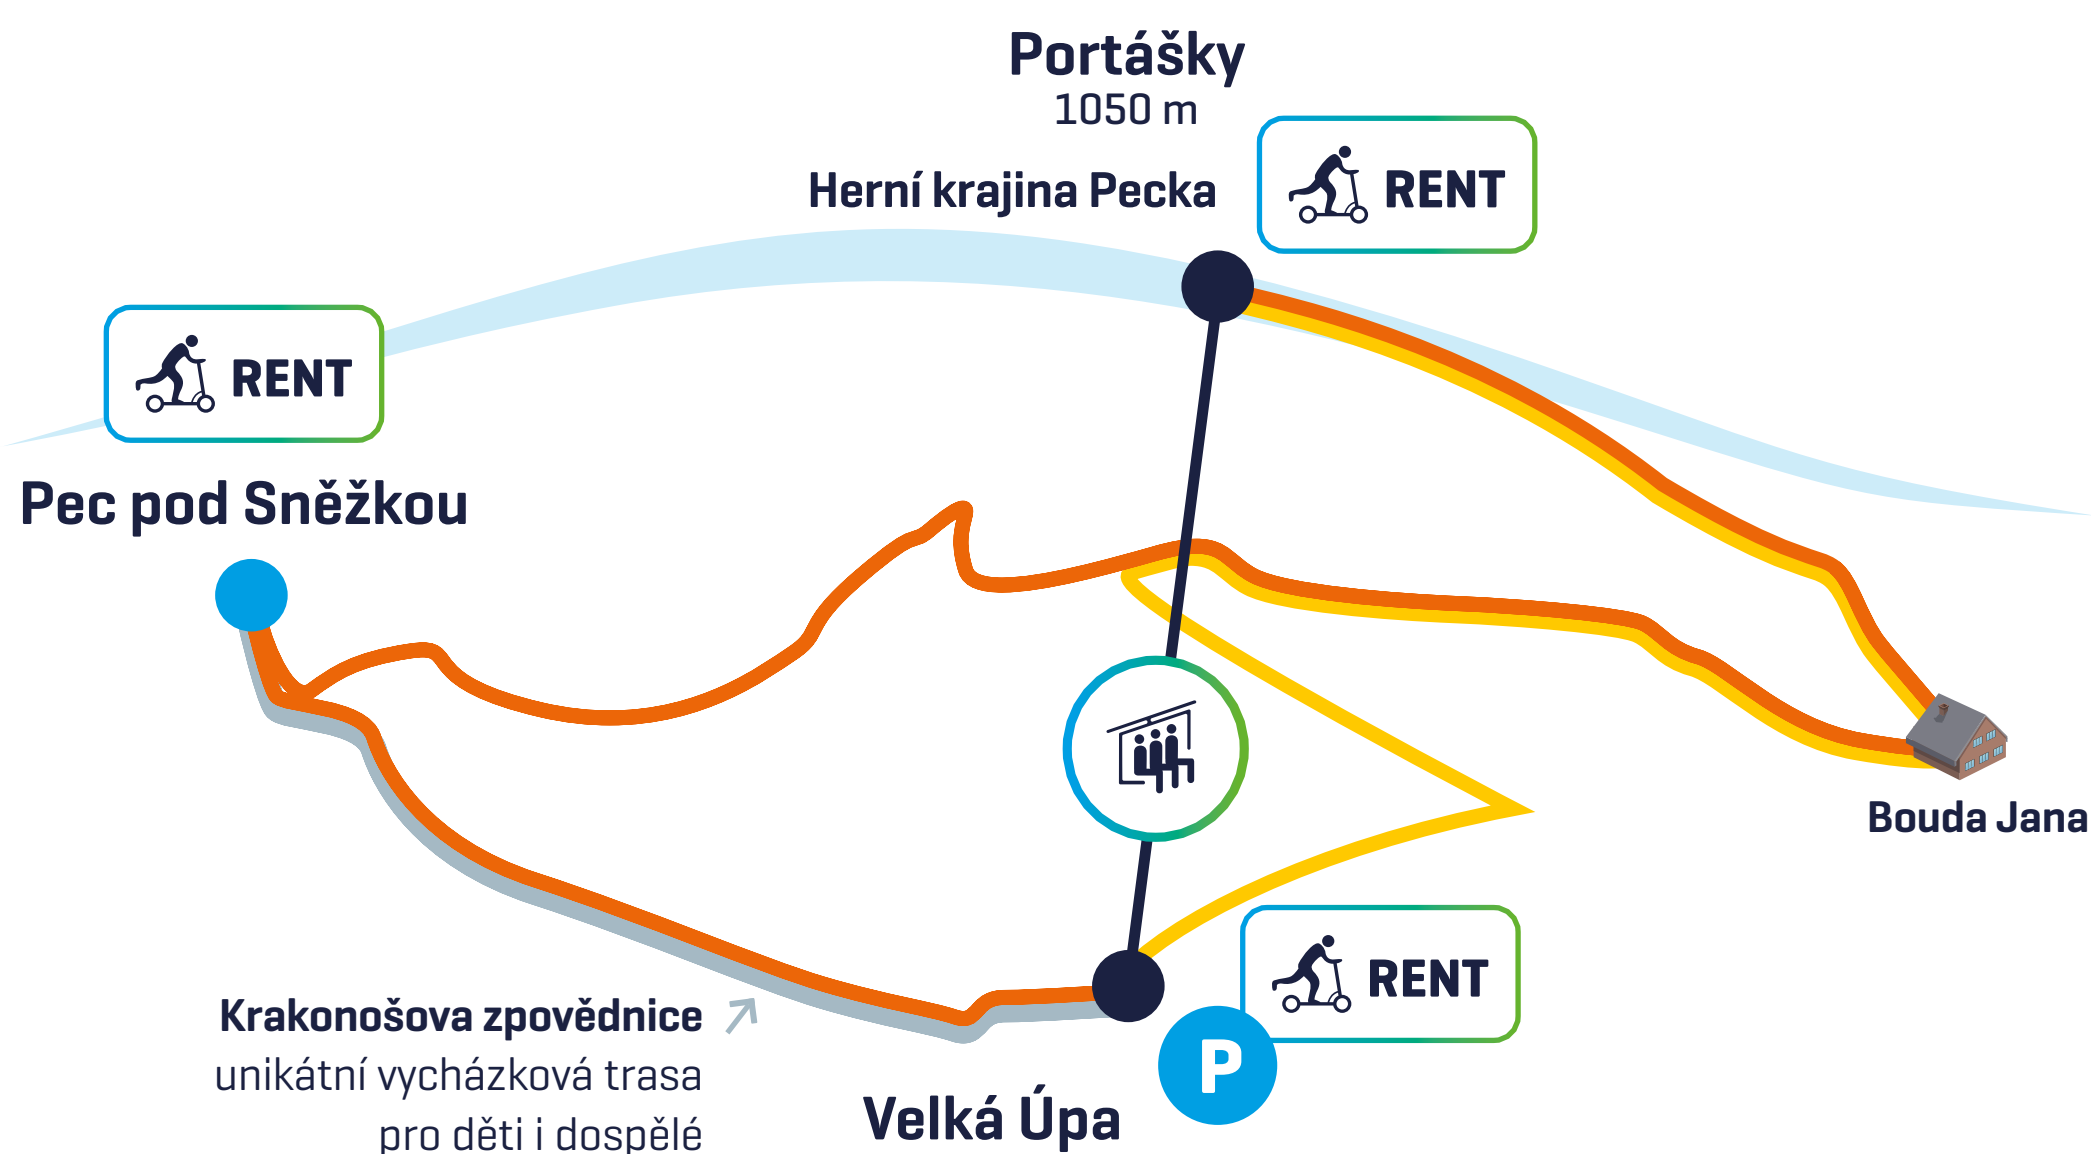 Portášky
1050 m
Herní krajina Pecka
RENT
RENT
Pec pod Sněžkou
Bouda Jana
RENT
Krakonošova zpovědnice
unikátní vycházková trasa
pro děti i dospělé
P
Velká Úpa